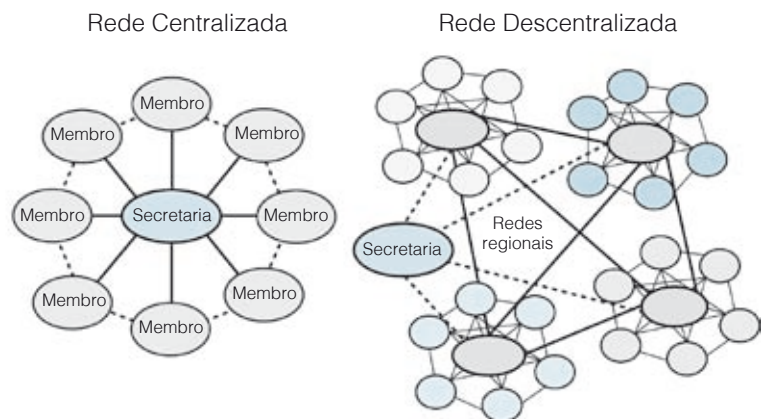 Rede Centralizada
Membro
Membro
Membro
Membro
Secretaria
Membro
Membro
Membro
Membro
Rede Descentralizada
Secretaria
Redes
regionais